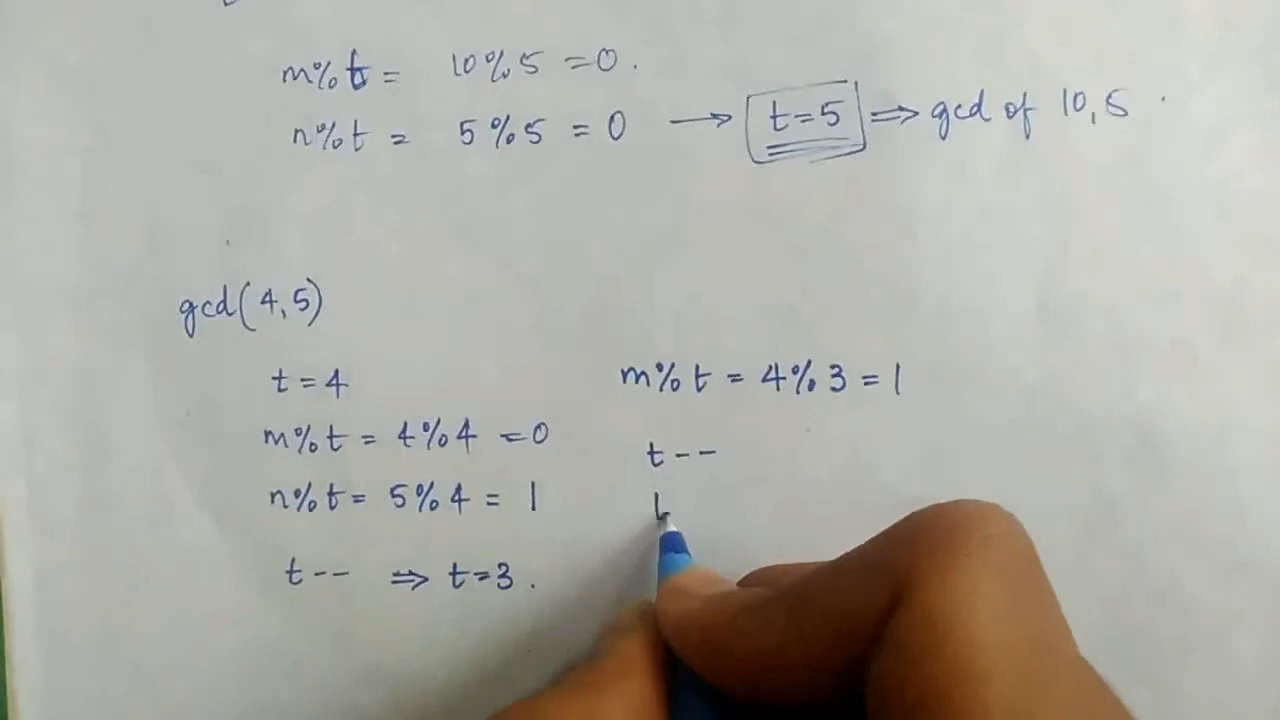 m%t = 10%5 =0.
n%t = 5%5 =0 → t=5 ⇒ gcd of 10,5
gcd(4,5)
t=4
m%t = 4%4 =0
n%t = 5%4 = 1
t-- ⇒ t=3.
m%t = 4%3 = 1
t--